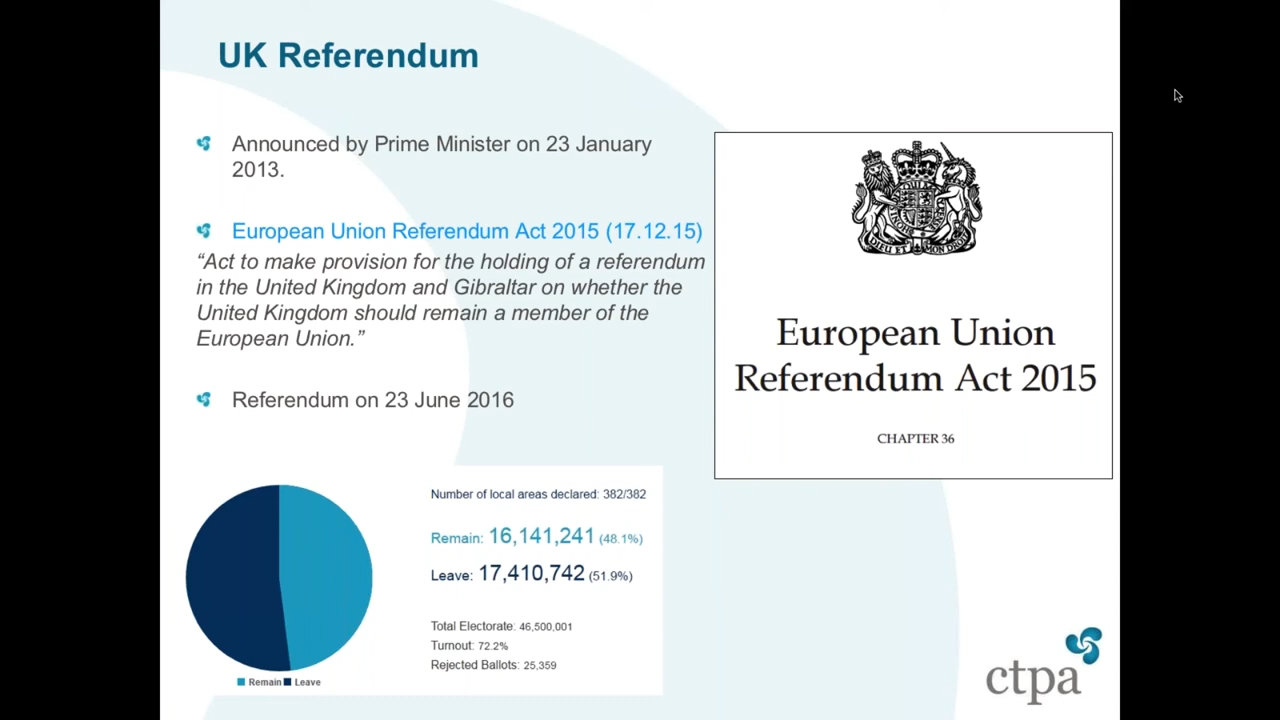 UK Referendum
Announced by Prime Minister on 23 January
2013.
European Union Referendum Act 2015 (17.12.15)
“Act to make provision for the holding of a referendum
in the United Kingdom and Gibraltar on whether the
United Kingdom should remain a member of the
European Union.”
Referendum on 23 June 2016
DIEU ET MON DROIT
European Union
Referendum Act 2015
CHAPTER 36
Number of local areas declared: 382/382
Remain: 16,141,241 (48.1%)
Leave: 17,410,742 (51.9%)
Total Electorate: 46,500,001
Turnout: 72.2%
Rejected Ballots: 25,359
Remain Leave
ctpa